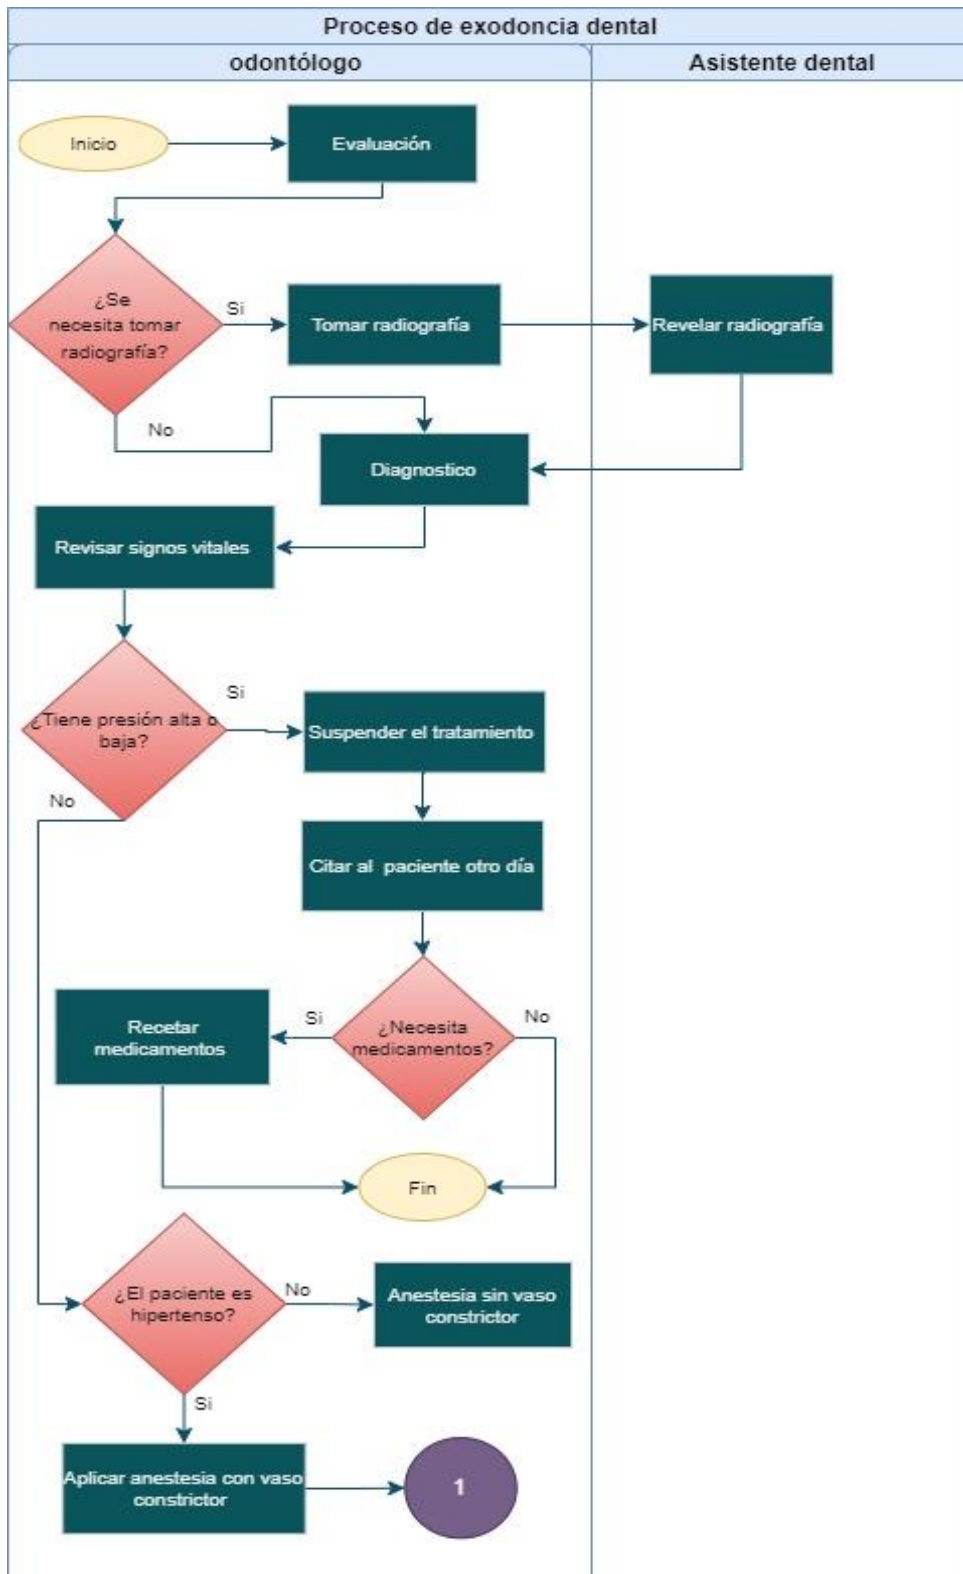 Proceso de exodoncia dental
odontólogo
Asistente dental
Inicio
Evaluación
¿Se
necesita tomar
radiografía?
Si
Tomar radiografía
Revelar radiografía
No
Diagnostico
Revisar signos vitales
¿Tiene presión alta o
baja?
Si
Suspender el tratamiento
No
Citar al paciente otro día
¿Necesita
medicamentos?
Si
No
Recetar
medicamentos
Fin
¿El paciente es
hipertenso?
No
Anestesia sin vaso
constrictor
Si
Aplicar anestesia con vaso
constrictor
1